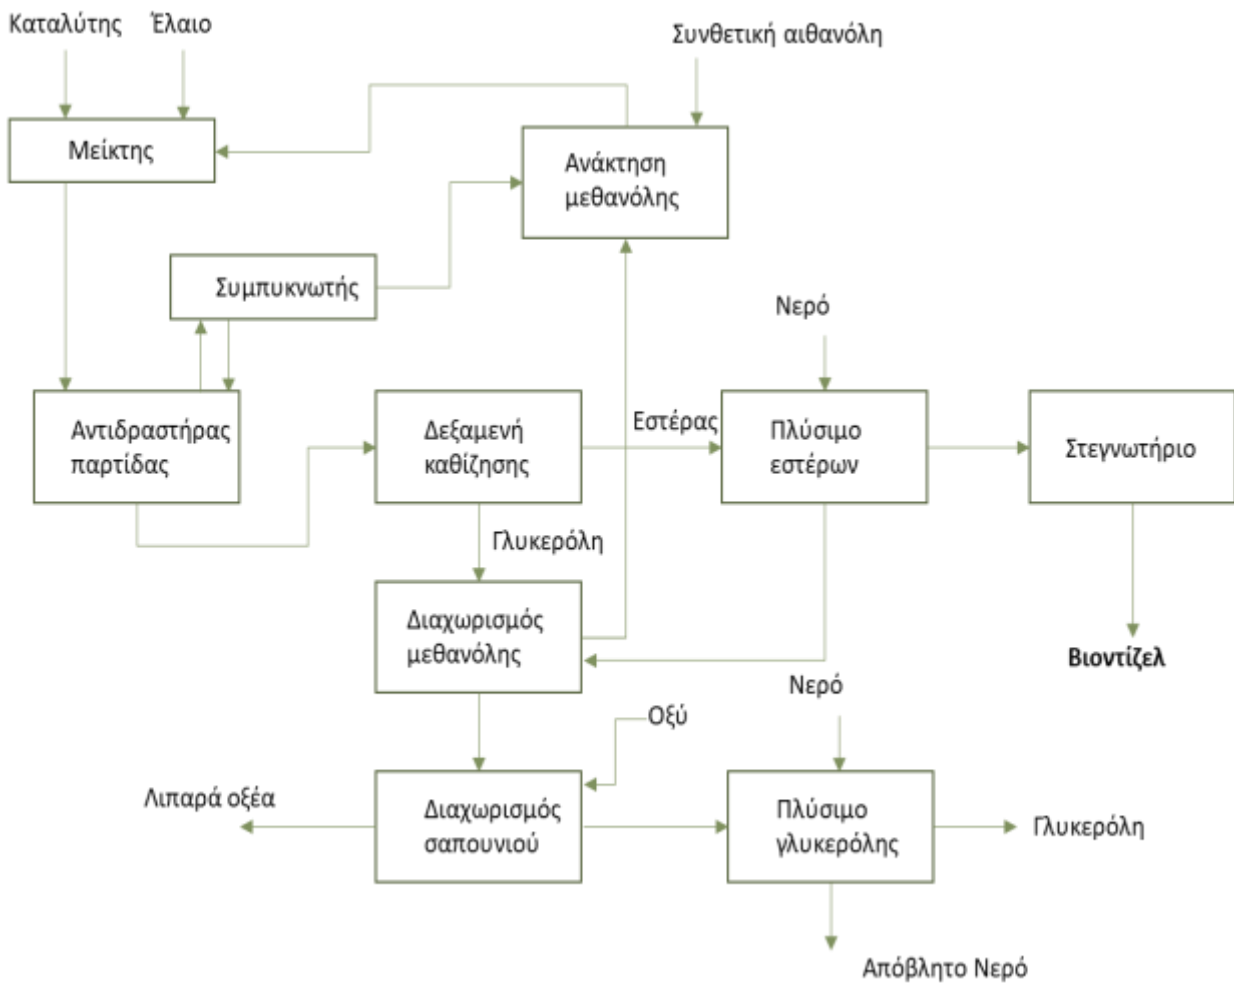 Καταλύτης
Έλαιο
Συνθετική αιθανόλη
Μείκτης
Ανάκτηση
μεθανόλης
Συμπυκνωτής
Νερό
Αντιδραστήρας
παρτίδας
Δεξαμενή
καθίζησης
Εστέρας
Πλύσιμο
εστέρων
Στεγνωτήριο
Γλυκερόλη
Διαχωρισμός
μεθανόλης
Βιοντίζελ
Νερό
Οξύ
Λιπαρά οξέα
Διαχωρισμός
σαπουνιού
Πλύσιμο
γλυκερόλης
Γλυκερόλη
Απόβλητο Νερό